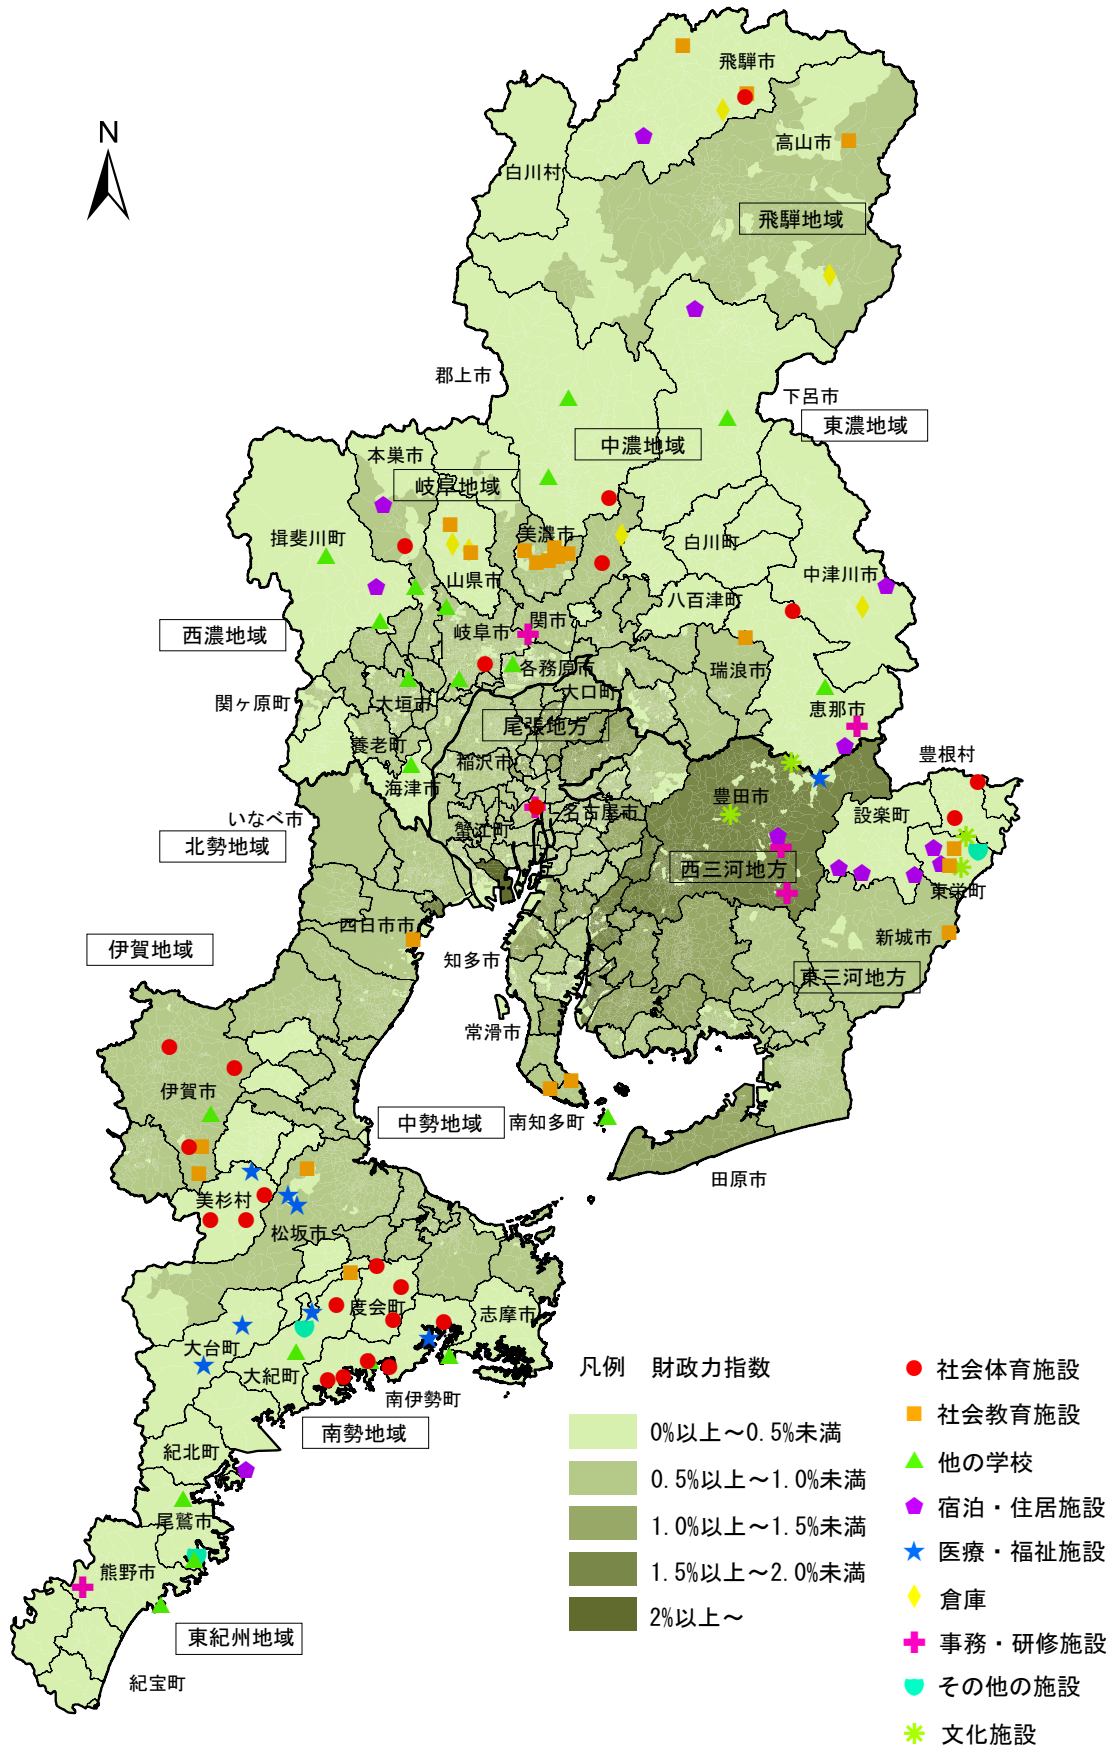 飛騨市
N
高山市
白川村
飛騨地域
郡上市
下呂市
東濃地域
中濃地域
本巣市
岐阜地域
揖斐川町
美濃市
白川町
山県市
中津川市
八百津町
西濃地域
岐阜市
関市
各務原市
瑞浪市
関ヶ原町
大垣市
大口町
恵那市
尾張地方
養老町
稲沢市
豊根村
海津市
豊田市
いなべ市
名古屋市
設楽町
蟹江町
北勢地域
西三河地方
東栄町
四日市市
新城市
伊賀地域
知多市
東三河地方
常滑市
伊賀市
中勢地域
南知多町
田原市
美杉村
松坂市
度会町
志摩市
大台町
大紀町
南伊勢町
南勢地域
紀北町
尾鷲市
熊野市
東紀州地域
紀宝町
凡例 財政力指数
0%以上～0.5%未満
0.5%以上～1.0%未満
1.0%以上～1.5%未満
1.5%以上～2.0%未満
2%以上～
社会体育施設
社会教育施設
他の学校
宿泊・住居施設
医療・福祉施設
倉庫
事務・研修施設
その他の施設
文化施設